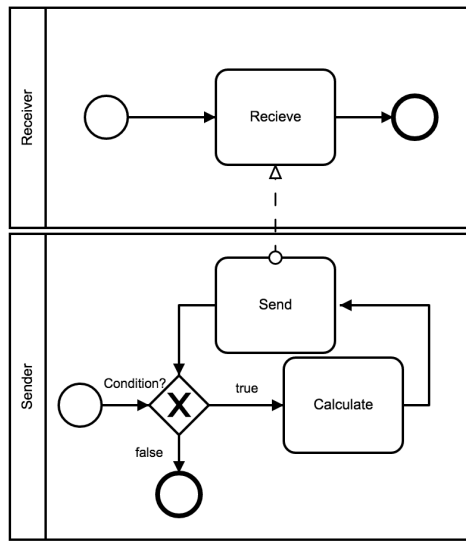 Receiver
Recieve
Sender
Send
Condition?
true
Calculate
false